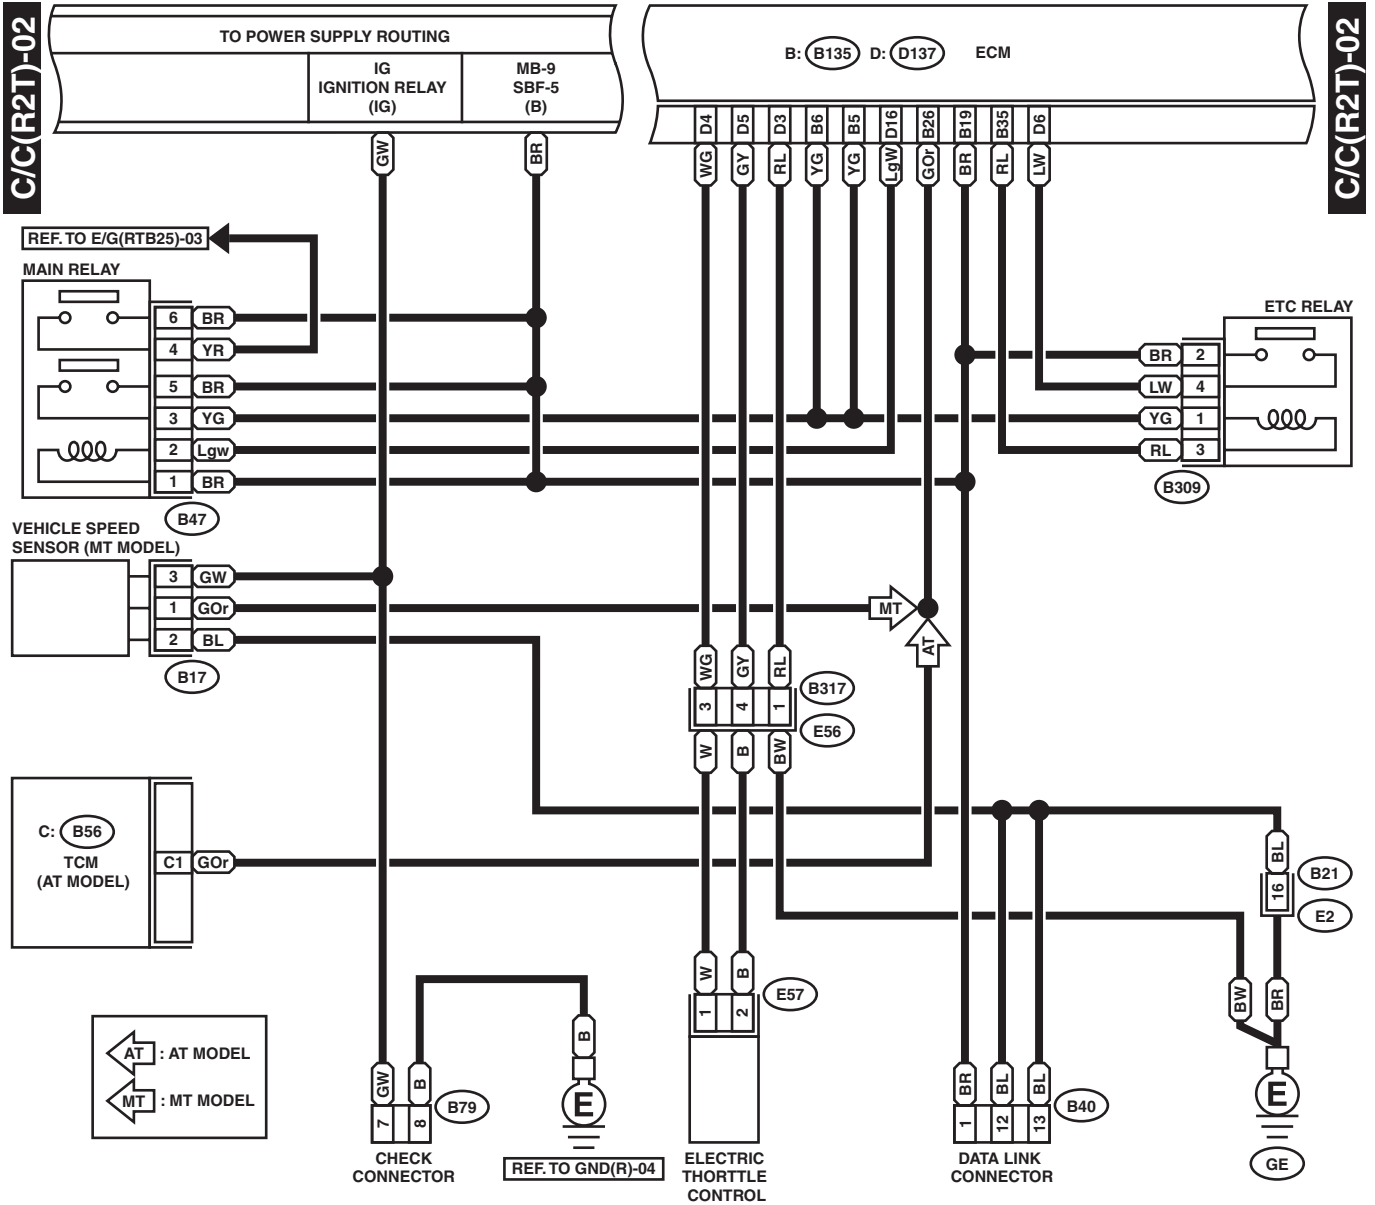 C/C(R2T)-02
C/C(R2T)-02
TO POWER SUPPLY ROUTING
IG
IGNITION RELAY
(IG)
MB-9
SBF-5
(B)
B: B135 D: D137 ECM
D4 D5 D3 B6 B5 D16 B26 B19 B35 D6
GW BR
WG GY RL YG YG LgW GOr BR RL LW
REF. TO E/G(RTB25)-03
MAIN RELAY
6 BR
4 YR
5 BR
3 YG
2 Lgw
1 BR
B47
ETC RELAY
BR 2
LW 4
YG 1
RL 3
B309
VEHICLE SPEED
SENSOR (MT MODEL)
3 GW
1 GOr
2 BL
B17
MT
AT
WG GY RL
3 4 1
B317
E56
W B BW
C: B56
TCM
(AT MODEL)
C1 GOr
BL
16
B21
E2
BW BR
W B
1 2
E57
AT : AT MODEL
MT : MT MODEL
B
E
GW B
7 8
B79
BR BL BL
1 12 13
B40
E
GE
CHECK
CONNECTOR
REF. TO GND(R)-04
ELECTRIC
THORTTLE
CONTROL
DATA LINK
CONNECTOR